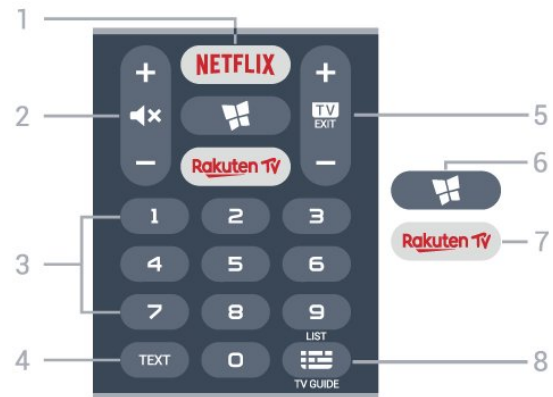 1
NETFLIX
+ +
2 TV 5
EXIT
6
− −
Rakuten TV
1 2 3
Rakuten TV 7
3 4 5 6
7 8 9
LIST
4 TEXT 0 8
TV GUIDE